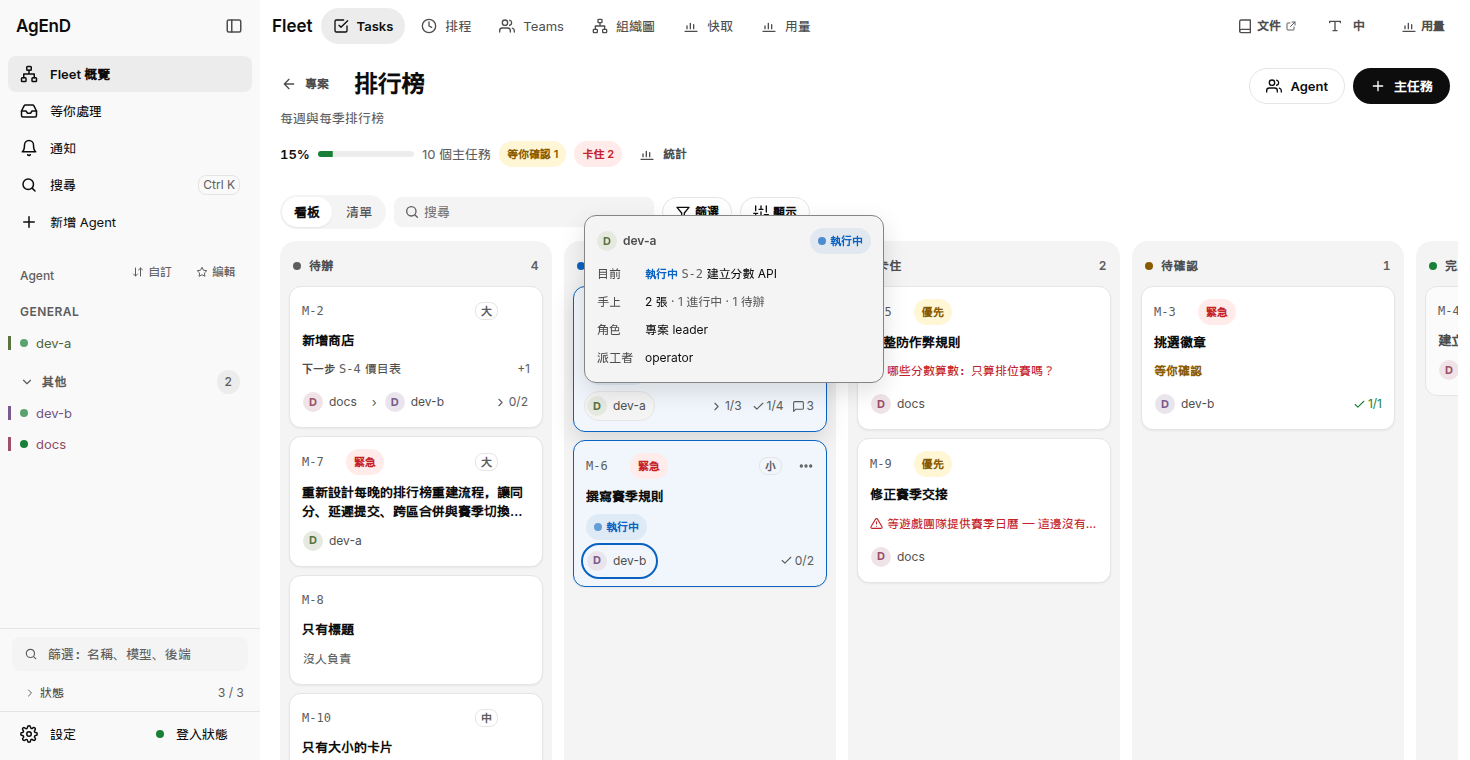 AgEnD
Fleet 概覽
等你處理
通知
搜尋
Ctrl K
新增 Agent
Agent
自訂
編輯
GENERAL
dev-a
其他
2
dev-b
docs
篩選：名稱、模型、後端
狀態
3 / 3
設定
登入狀態
Fleet
Tasks
排程
Teams
組織圖
快取
用量
文件
中
用量
專案
排行榜
Agent
主任務
每週與每季排行榜
15%
10 個主任務
等你確認 1
卡住 2
統計
看板
清單
搜尋
篩選
顯示
待辦
4
M-2
大
新增商店
下一步 S-4 價目表
+1
D docs
D dev-b
0/2
M-7
緊急
大
重新設計每晚的排行榜重建流程，讓同
分、延遲提交、跨區合併與賽季切換…
D dev-a
M-8
只有標題
沒人負責
M-10
中
只有大小的卡片
D dev-a
執行中
目前 執行中 S-2 建立分數 API
手上 2 張 · 1 進行中 · 1 待辦
角色 專案 leader
派工者 operator
D dev-a
1/3
1/4
3
M-6
緊急
小
撰寫賽季規則
執行中
D dev-b
0/2
卡住
2
5
優先
整防作弊規則
哪些分數算數：只算排位賽嗎？
D docs
M-9
優先
修正賽季交接
等遊戲團隊提供賽季日曆 — 這邊沒有…
D docs
待確認
1
M-3
緊急
挑選徽章
等你確認
D dev-b
1/1
完
M-4
建立
D